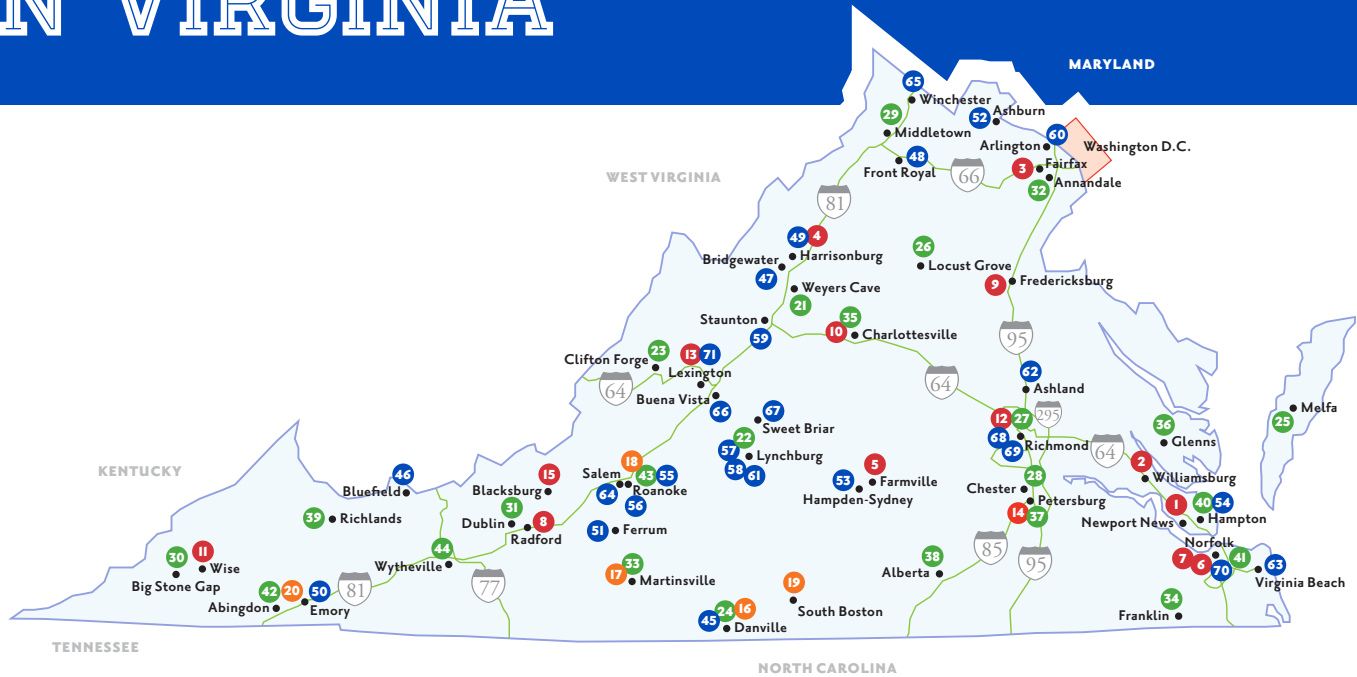 N VIRGINIA
MARYLAND
65
Winchester
Ashburn
52
29
Middletown
60
Arlington
Washington D.C.
48
Front Royal
66
3
Fairfax
Annandale
32
WEST VIRGINIA
81
49 4
Harrisonburg
26
Bridgewater
Locust Grove
47
9
Fredericksburg
Weyers Cave
21
35
Staunton
10
Charlottesville
59
95
23
13 71
Clifton Forge
Lexington
64
62
64
Ashland
Buena Vista
66
67
Sweet Briar
12 27
295
Melfa
25
36
Glenns
22
68
Richmond
57
Lynchburg
69
64
58 61
KENTUCKY
46
Bluefield
15
Blacksburg
18
Salem
43 55
Roanoke
64
56
5
53
Farmville
Hampden-Sydney
28
Chester
2
Williamsburg
Petersburg
14 37
1
40 54
Newport News
Hampton
39
Richlands
31
Dublin
8
Radford
51
Ferrum
Norfolk
30
11
Wise
Big Stone Gap
44
Wytheville
85
95
7 6
70
41
63
Virginia Beach
38
Alberta
33
17
Martinsville
42
20
50
81
77
Abingdon
Emory
19
South Boston
34
Franklin
24 16
45
Danville
TENNESSEE
NORTH CAROLINA